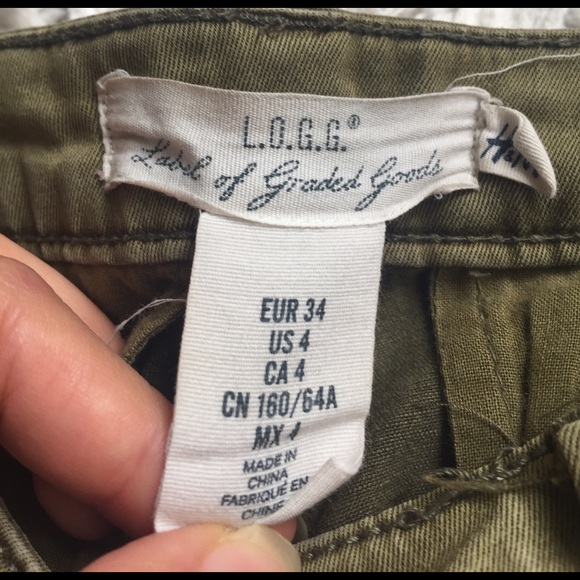 L.O.G.G.®
Label of Graded Goods
EUR 34
US 4
CA 4
CN 160/64A
MX
MADE IN
CHINA
FABRIQUÉ EN
CHINE